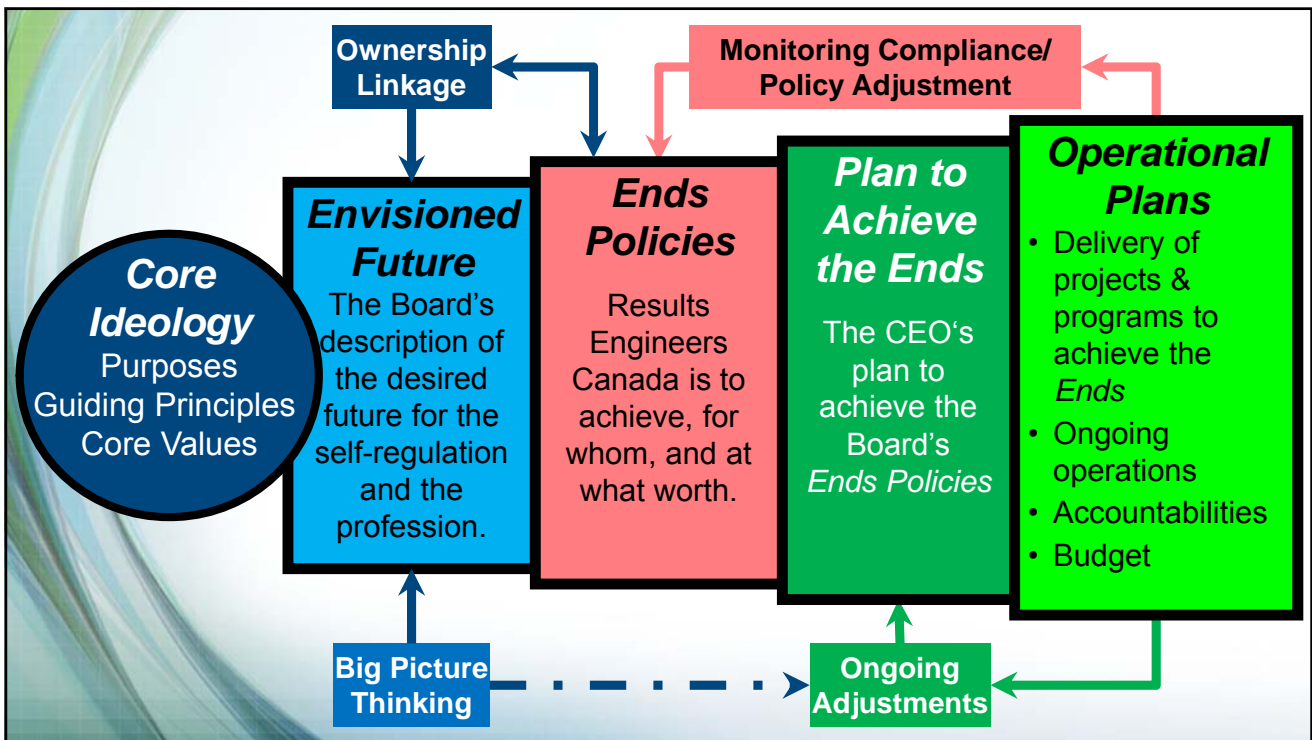 Ownership
Linkage
Monitoring Compliance/
Policy Adjustment
Core
Ideology
Purposes
Guiding Principles
Core Values
Envisioned
Future
The Board’s
description of
the desired
future for the
self-regulation
and the
profession.
Ends
Policies
Results
Engineers
Canada is to
achieve, for
whom, and at
what worth.
Plan to
Achieve
the Ends
The CEO‘s
plan to
achieve the
Board’s
Ends Policies
Operational
Plans
• Delivery of
projects &
programs to
achieve the
Ends
• Ongoing
operations
• Accountabilities
• Budget
Big Picture
Thinking
Ongoing
Adjustments